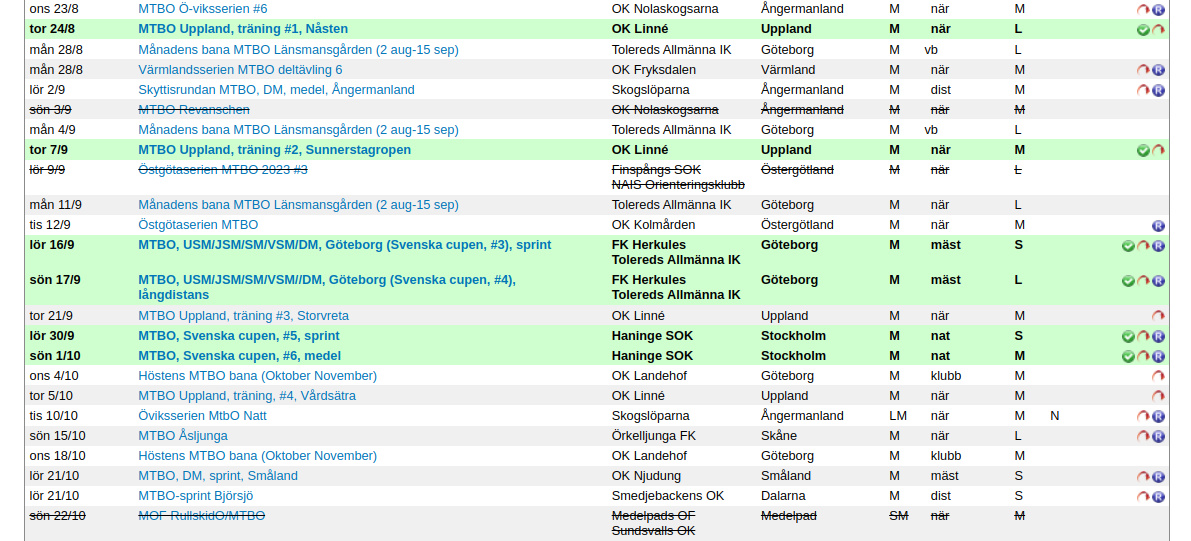 ons 23/8 MTBO Ö-viksserien #6 OK Nolaskogsarna Ångermanland M när M R
tor 24/8 MTBO Uppland, träning #1, Nåsten OK Linné Uppland M när L
mån 28/8 Månadens bana MTBO Länsmansgården (2 aug-15 sep) Tolereds Allmänna IK Göteborg M vb L
mån 28/8 Värmlandsserien MTBO deltävling 6 OK Fryksdalen Värmland M när M R
lör 2/9 Skyttisrundan MTBO, DM, medel, Ångermanland Skogslöparna Ångermanland M dist M R
sön 3/9 MTBO Revanschen OK Nolaskogsarna Ångermanland M när M
mån 4/9 Månadens bana MTBO Länsmansgården (2 aug-15 sep) Tolereds Allmänna IK Göteborg M vb L
tor 7/9 MTBO Uppland, träning #2, Sunnerstagropen OK Linné Uppland M när M
lör 9/9 Östgötaserien MTBO 2023 #3 Finspångs SOK Östergötland M när L
NAIS Orienteringsklubb
mån 11/9 Månadens bana MTBO Länsmansgården (2 aug-15 sep) Tolereds Allmänna IK Göteborg M när L
tis 12/9 Östgötaserien MTBO OK Kolmården Östergötland M när M R
lör 16/9 MTBO, USM/JSM/SM/VSM/DM, Göteborg (Svenska cupen, #3), sprint FK Herkules Göteborg M mäst S R
Tolereds Allmänna IK
sön 17/9 MTBO, USM/JSM/SM/VSM//DM, Göteborg (Svenska cupen, #4), FK Herkules Göteborg M mäst L R
långdistans Tolereds Allmänna IK
tor 21/9 MTBO Uppland, träning #3, Storvreta OK Linné Uppland M när M
lör 30/9 MTBO, Svenska cupen, #5, sprint Haninge SOK Stockholm M nat S R
sön 1/10 MTBO, Svenska cupen, #6, medel Haninge SOK Stockholm M nat M R
ons 4/10 Höstens MTBO bana (Oktober November) OK Landehof Göteborg M klubb M
tor 5/10 MTBO Uppland, träning, #4, Vårdsätra OK Linné Uppland M när M
tis 10/10 Öviksserien MtbO Natt Skogslöparna Ångermanland LM när M N R
sön 15/10 MTBO Åsljunga Örkelljunga FK Skåne M när L R
ons 18/10 Höstens MTBO bana (Oktober November) OK Landehof Göteborg M klubb M
lör 21/10 MTBO, DM, sprint, Småland OK Njudung Småland M mäst S R
lör 21/10 MTBO-sprint Björsjö Smedjebackens OK Dalarna M dist S R
sön 22/10 MOF RullskidO/MTBO Medelpads OF Medelpad SM när M
Sundsvalls OK